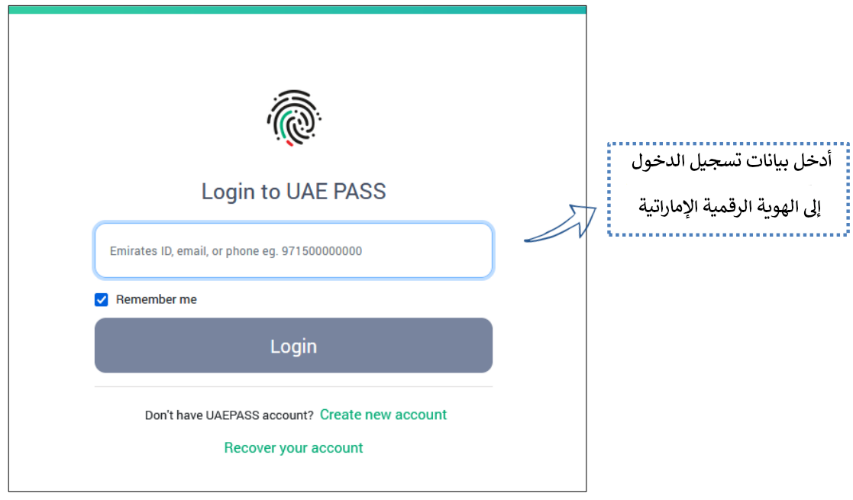 Login to UAE PASS
Emirates ID, email, or phone eg. 971500000000
Remember me
Login
Don't have UAEPASS account? Create new account
Recover your account
أدخل بيانات تسجيل الدخول
إلى الهوية الرقمية الإماراتية